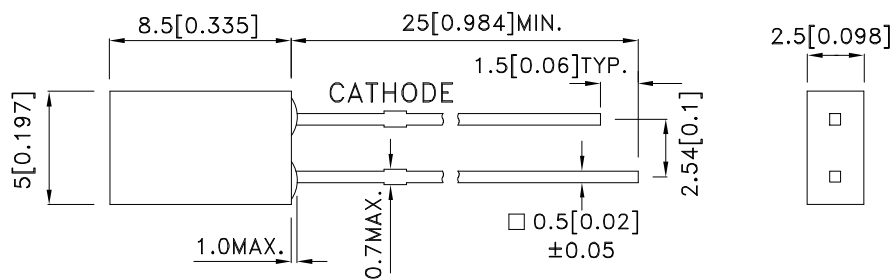 8.5[0.335]
25[0.984]MIN.
2.5[0.098]
1.5[0.06]TYP.
CATHODE
5[0.197]
2.54[0.1]
1.0MAX.
0.7MAX.
□ 0.5[0.02]
±0.05